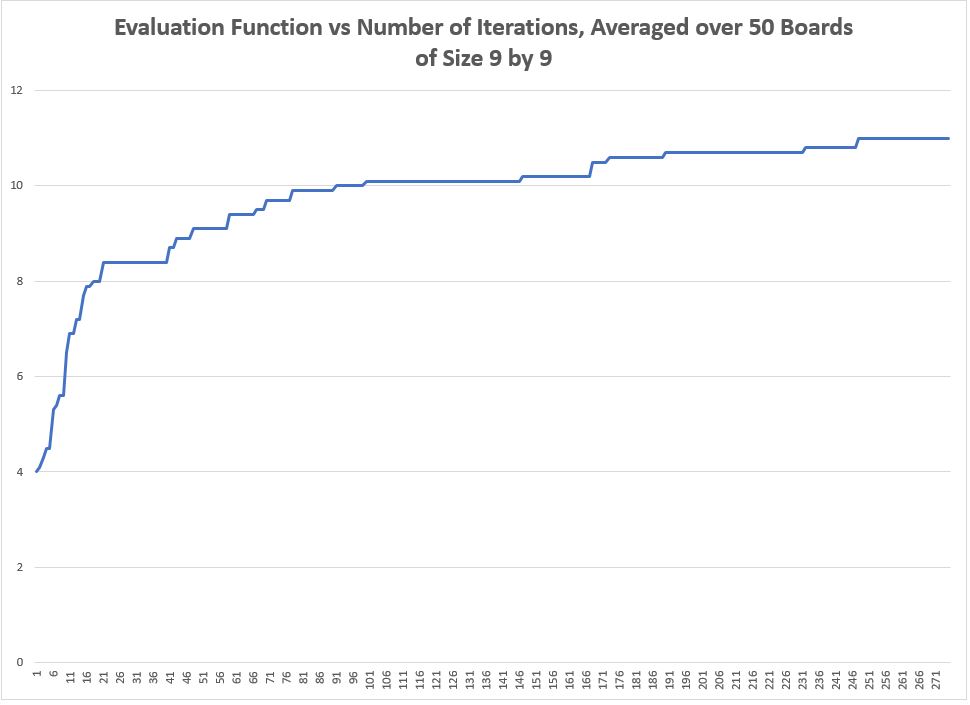 Evaluation Function vs Number of Iterations, Averaged over 50 Boards
of Size 9 by 9
12
10
8
6
4
2
0
1 6 11 16 21 26 31 36 41 46 51 56 61 66 71 76 81 86 91 96 101 106 111 116 121 126 131 136 141 146 151 156 161 166 171 176 181 186 191 196 201 206 211 216 221 226 231 236 241 246 251 256 261 266 271